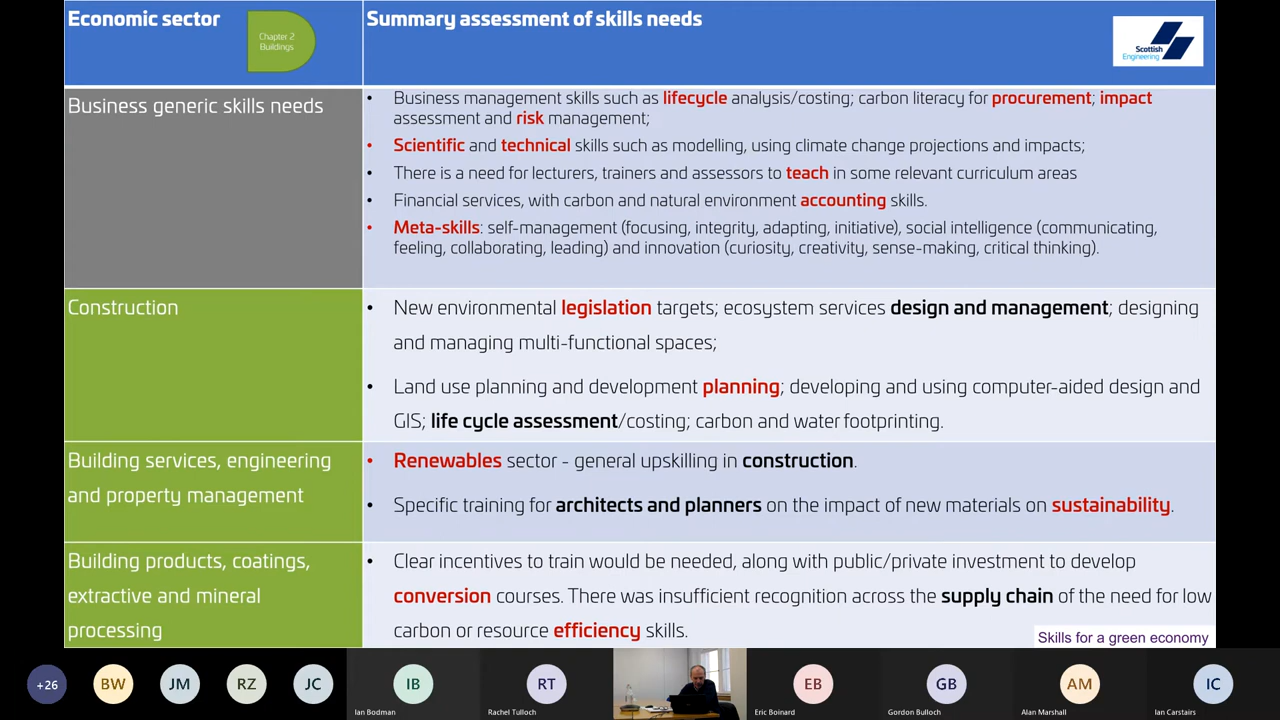 Economic sector
Chapter 2
Buildings
Summary assessment of skills needs
Scottish
Engineering
Business generic skills needs
• Business management skills such as lifecycle analysis/costing; carbon literacy for procurement; impact
assessment and risk management;
• Scientific and technical skills such as modelling, using climate change projections and impacts;
• There is a need for lecturers, trainers and assessors to teach in some relevant curriculum areas
• Financial services, with carbon and natural environment accounting skills.
• Meta-skills: self-management (focusing, integrity, adapting, initiative), social intelligence (communicating,
feeling, collaborating, leading) and innovation (curiosity, creativity, sense-making, critical thinking).
Construction
• New environmental legislation targets; ecosystem services design and management; designing
and managing multi-functional spaces;
• Land use planning and development planning; developing and using computer-aided design and
GIS; life cycle assessment/costing; carbon and water footprinting.
Building services, engineering
and property management
• Renewables sector - general upskilling in construction.
• Specific training for architects and planners on the impact of new materials on sustainability.
Building products, coatings,
extractive and mineral
processing
• Clear incentives to train would be needed, along with public/private investment to develop
conversion courses. There was insufficient recognition across the supply chain of the need for low
carbon or resource efficiency skills.
Skills for a green economy
+26
BW
JM
RZ
JC
IB
Ian Bodman
RT
Rachel Tulloch
EB
Eric Boinard
GB
Gordon Bulloch
AM
Alan Marshall
IC
Ian Carstairs